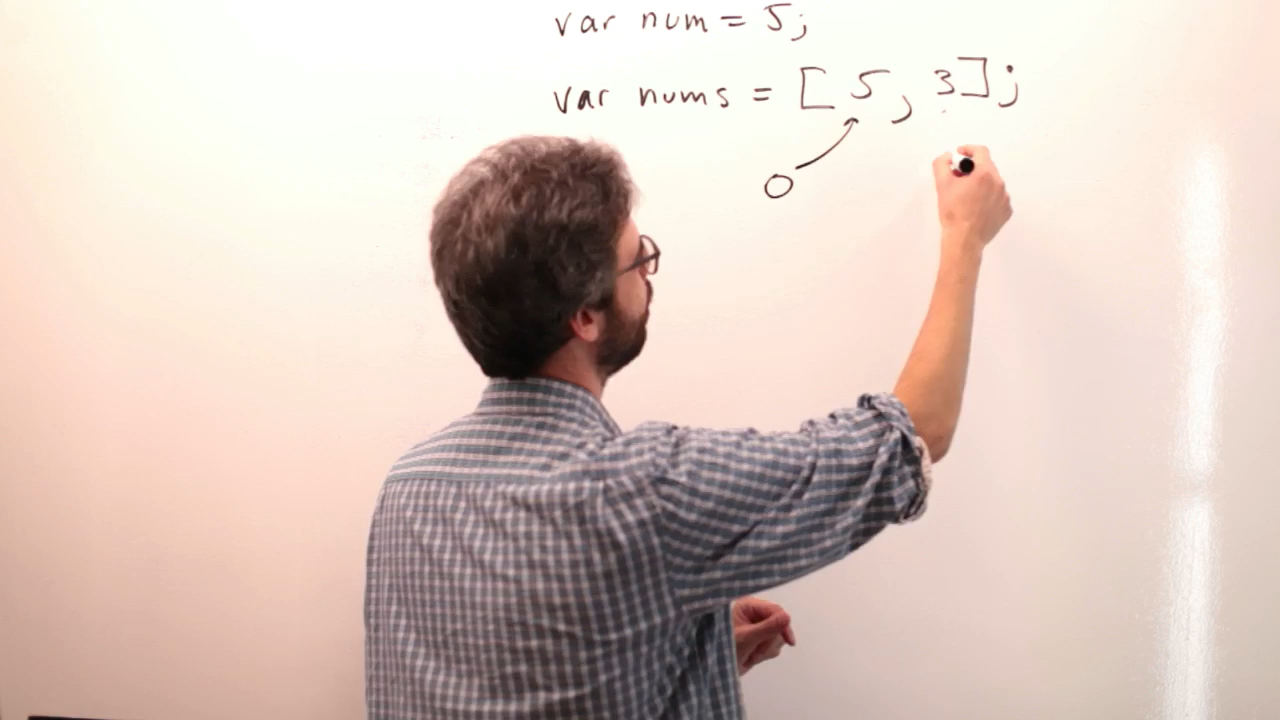 var num = 5;
var nums = [5, 3];
0